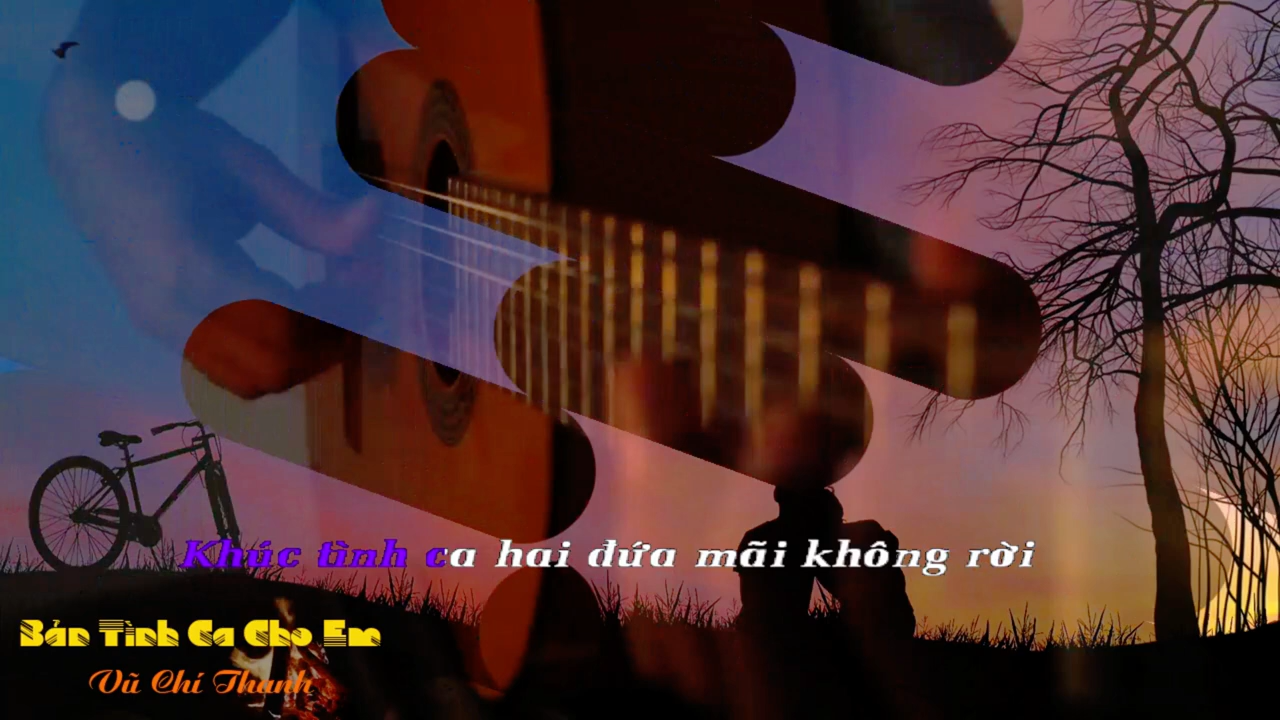 Khúc tình ca hai đứa mãi không rời
Bản Tình Ca Cho Em
Vũ Chí Thanh